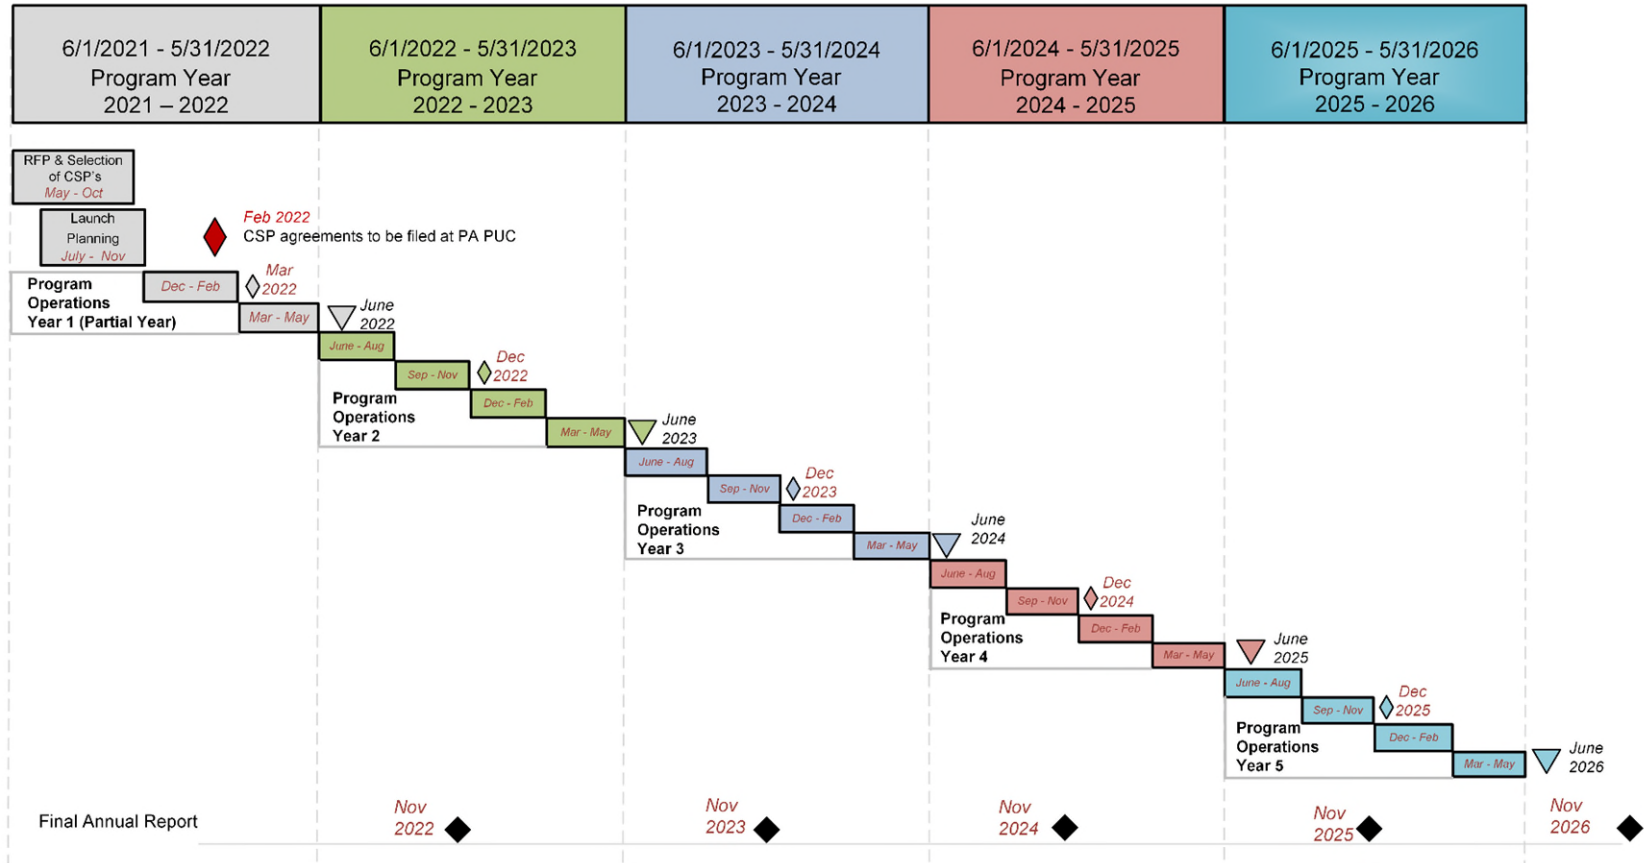 6/1/2021 - 5/31/2022
Program Year
2021 – 2022
6/1/2022 - 5/31/2023
Program Year
2022 - 2023
6/1/2023 - 5/31/2024
Program Year
2023 - 2024
6/1/2024 - 5/31/2025
Program Year
2024 - 2025
6/1/2025 - 5/31/2026
Program Year
2025 - 2026
RFP & Selection
of CSP's
May - Oct
Launch
Planning
July - Nov
Feb 2022
CSP agreements to be filed at PA PUC
Program
Operations
Year 1 (Partial Year)
Dec - Feb
Mar
2022
Mar - May
June
2022
June - Aug
Sep - Nov
Dec
2022
Program
Operations
Year 2
Dec - Feb
Mar - May
June
2023
June - Aug
Sep - Nov
Dec
2023
Program
Operations
Year 3
Dec - Feb
Mar - May
June
2024
June - Aug
Sep - Nov
Dec
2024
Program
Operations
Year 4
Dec - Feb
Mar - May
June
2025
June - Aug
Sep - Nov
Dec
2025
Program
Operations
Year 5
Dec - Feb
Mar - May
June
2026
Final Annual Report
Nov
2022
Nov
2023
Nov
2024
Nov
2025
Nov
2026